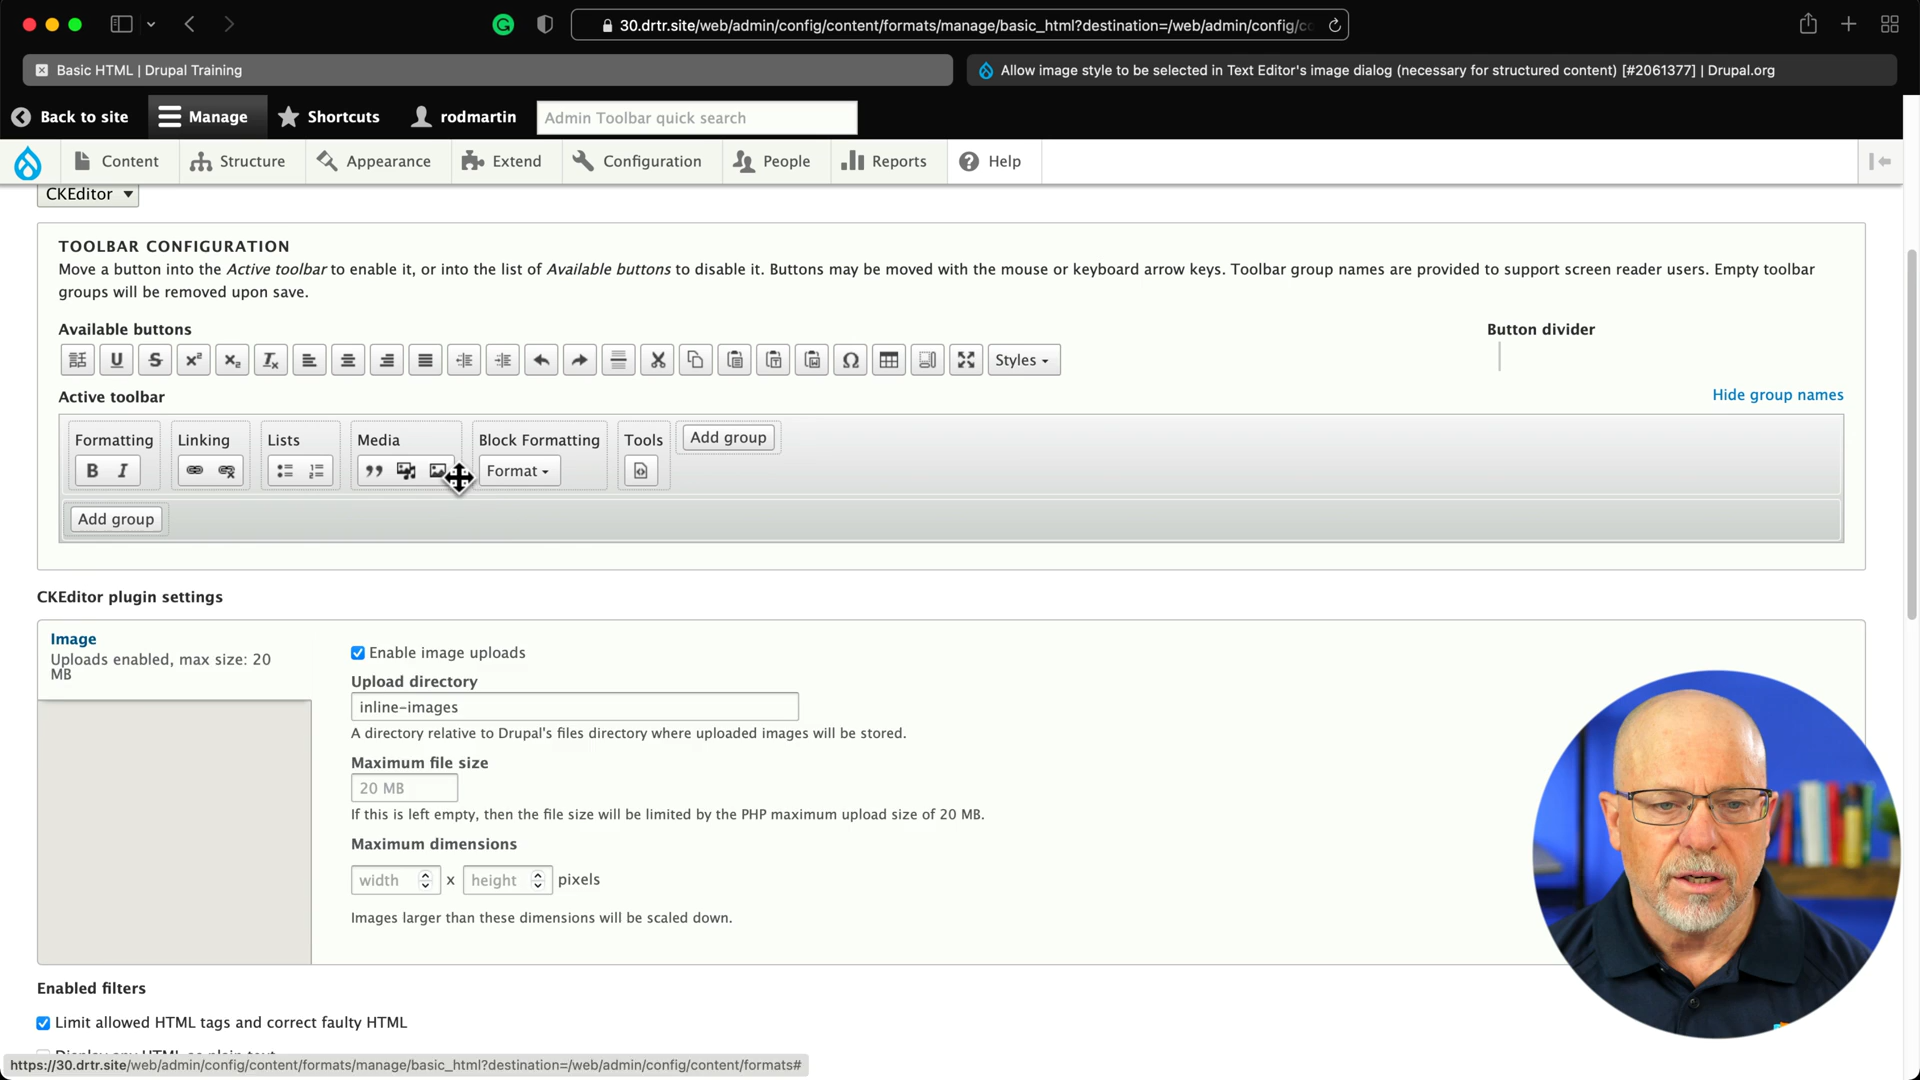 30.drtr.site/web/admin/config/content/formats/manage/basic_html?destination=/web/admin/config/cc
Basic HTML | Drupal Training
Allow image style to be selected in Text Editor's image dialog (necessary for structured content) [#2061377] | Drupal.org
Back to site
Manage
Shortcuts
rodmartin
Admin Toolbar quick search
Content
Structure
Appearance
Extend
Configuration
People
Reports
Help
CKEditor
TOOLBAR CONFIGURATION
Move a button into the Active toolbar to enable it, or into the list of Available buttons to disable it. Buttons may be moved with the mouse or keyboard arrow keys. Toolbar group names are provided to support screen reader users. Empty toolbar
groups will be removed upon save.
Available buttons
Button divider
Styles
Active toolbar
Hide group names
Formatting
Linking
Lists
Media
Block Formatting
Tools
Add group
B I
Format
Add group
CKEditor plugin settings
Image
Uploads enabled, max size: 20
MB
Enable image uploads
Upload directory
inline-images
A directory relative to Drupal's files directory where uploaded images will be stored.
Maximum file size
20 MB
If this is left empty, then the file size will be limited by the PHP maximum upload size of 20 MB.
Maximum dimensions
width x height pixels
Images larger than these dimensions will be scaled down.
Enabled filters
Limit allowed HTML tags and correct faulty HTML
https://30.drtr.site/web/admin/config/content/formats/manage/basic_html?destination=/web/admin/config/content/formats#